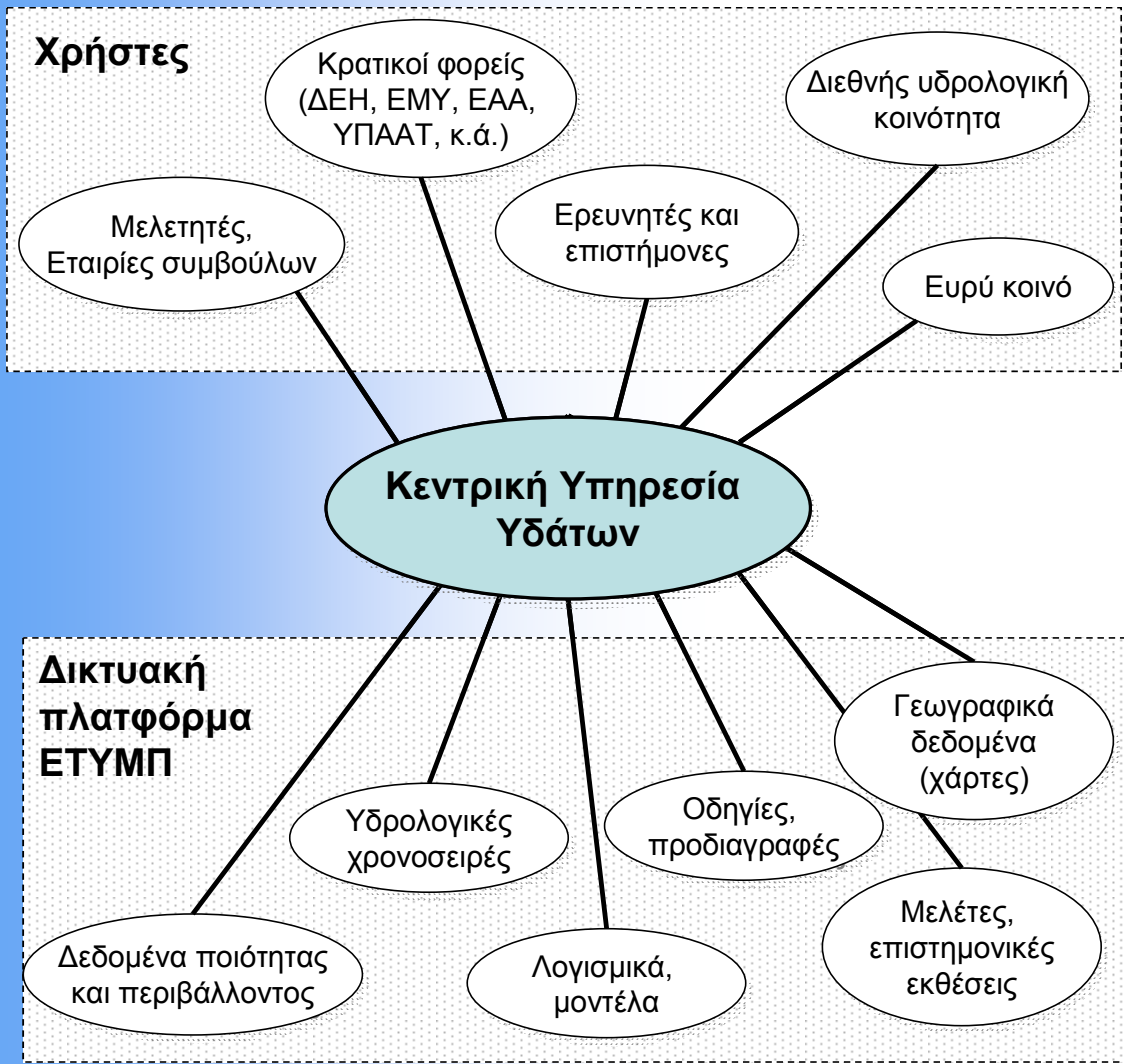 Χρήστες
Κρατικοί φορείς
(ΔΕΗ, ΕΜΥ, ΕΑΑ,
ΥΠΑΑΤ, κ.ά.)
Διεθνής υδρολογική
κοινότητα
Μελετητές,
Εταιρίες συμβούλων
Ερευνητές και
επιστήμονες
Ευρύ κοινό
Κεντρική Υπηρεσία
Υδάτων
Δικτυακή
πλατφόρμα
ΕΤΥΜΠ
Γεωγραφικά
δεδομένα
(χάρτες)
Υδρολογικές
χρονοσειρές
Οδηγίες,
προδιαγραφές
Δεδομένα ποιότητας
και περιβάλλοντος
Λογισμικά,
μοντέλα
Μελέτες,
επιστημονικές
εκθέσεις